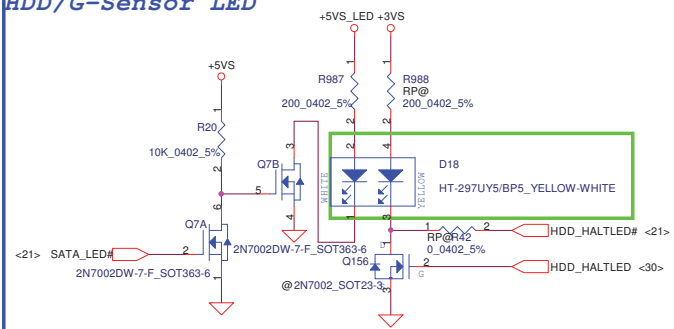 HDD/G-Sensor LED
+5VS_LED +3VS
+5VS
1
1
R987
200_0402_5%
R988
RP@
200_0402_5%
1
R20
10K_0402_5%
2
2
2
3
Q7B
5
4
2
4
WHITE
YELLOW
D18
HT-297UY5/BP5_YELLOW-WHITE
1
3
6
Q7A
<21> SATA_LED#
2
2N7002DW-7-F_SOT363-6
1
2N7002DW-7-F_SOT363-6
1
2
RP@R42
0_0402_5%
HDD_HALTLED# <21>
D
1
Q156
2
G
3
@2N7002_SOT23-3
HDD_HALTLED <30>